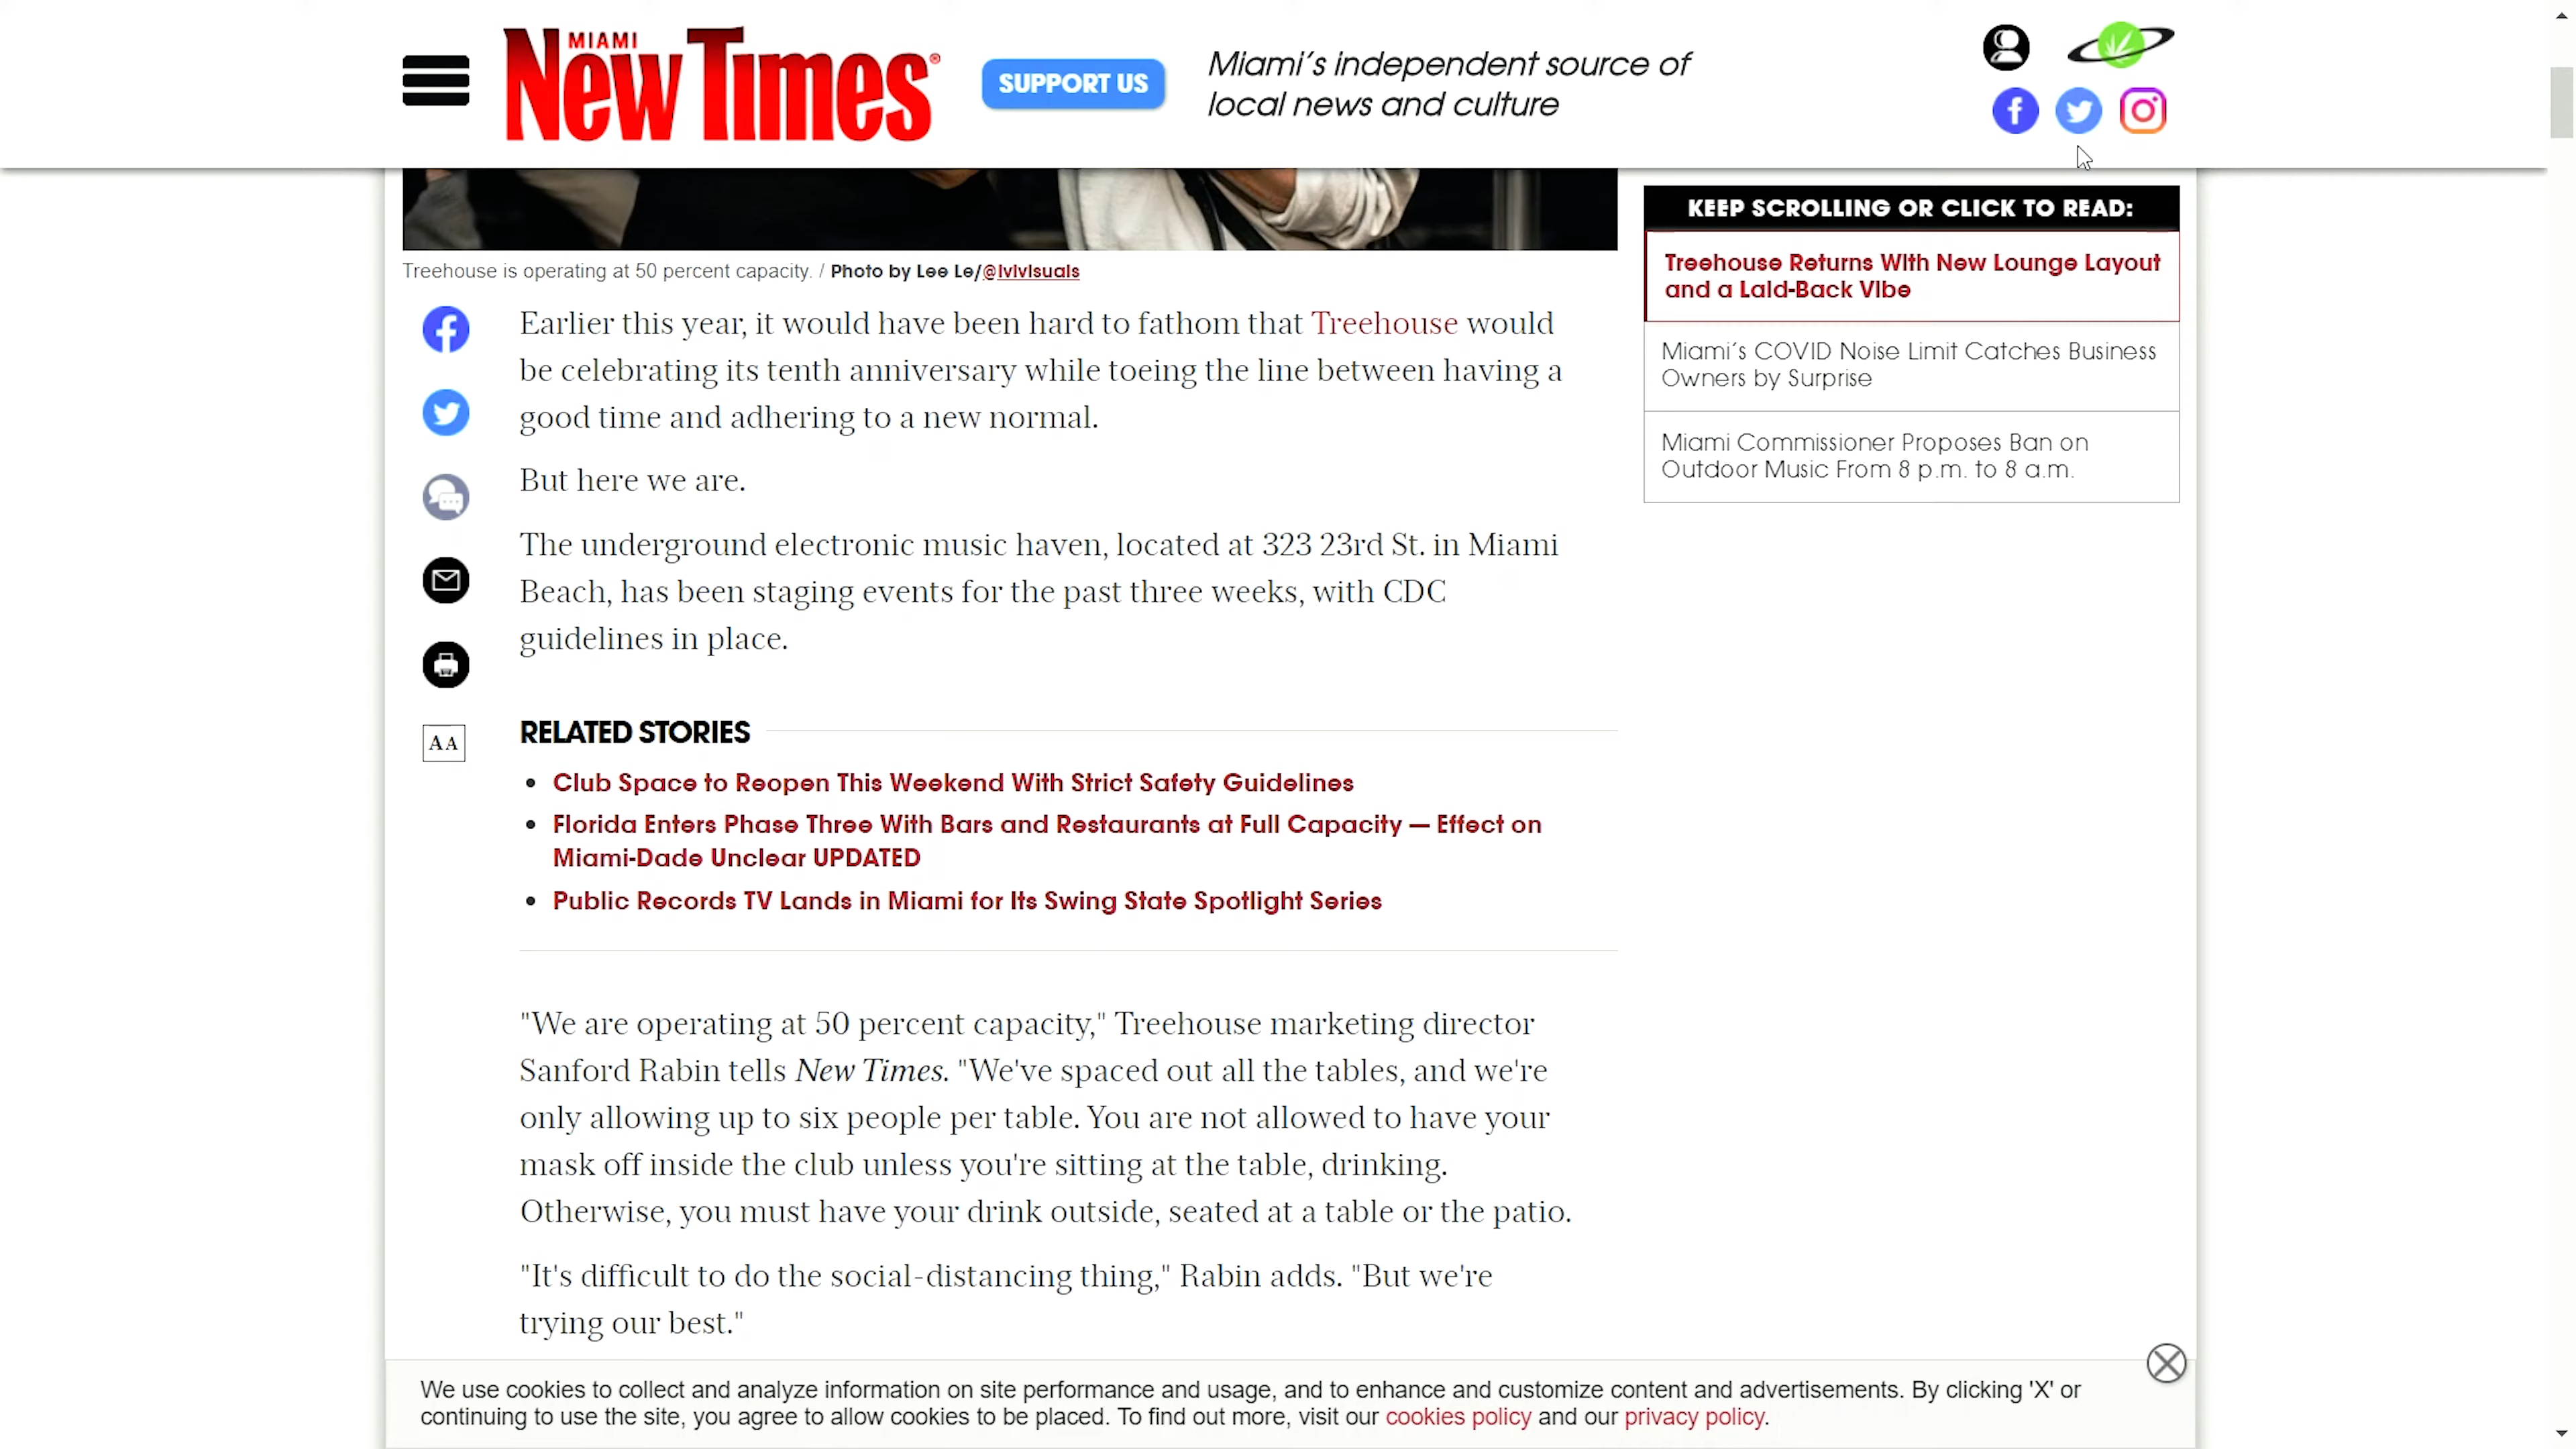 MIAMI
New Times
SUPPORT US
Miami's independent source of
local news and culture
Treehouse is operating at 50 percent capacity. / Photo by Lee Le/@lvlvisuals
Earlier this year, it would have been hard to fathom that Treehouse would
be celebrating its tenth anniversary while toeing the line between having a
good time and adhering to a new normal.
But here we are.
The underground electronic music haven, located at 323 23rd St. in Miami
Beach, has been staging events for the past three weeks, with CDC
guidelines in place.
AA
RELATED STORIES
• Club Space to Reopen This Weekend With Strict Safety Guidelines
• Florida Enters Phase Three With Bars and Restaurants at Full Capacity — Effect on
Miami-Dade Unclear UPDATED
• Public Records TV Lands in Miami for Its Swing State Spotlight Series
"We are operating at 50 percent capacity," Treehouse marketing director
Sanford Rabin tells New Times. "We've spaced out all the tables, and we're
only allowing up to six people per table. You are not allowed to have your
mask off inside the club unless you're sitting at the table, drinking.
Otherwise, you must have your drink outside, seated at a table or the patio.
"It's difficult to do the social-distancing thing," Rabin adds. "But we're
trying our best."
KEEP SCROLLING OR CLICK TO READ:
Treehouse Returns With New Lounge Layout
and a Laid-Back Vibe
Miami's COVID Noise Limit Catches Business
Owners by Surprise
Miami Commissioner Proposes Ban on
Outdoor Music From 8 p.m. to 8 a.m.
We use cookies to collect and analyze information on site performance and usage, and to enhance and customize content and advertisements. By clicking 'X' or
continuing to use the site, you agree to allow cookies to be placed. To find out more, visit our cookies policy and our privacy policy.